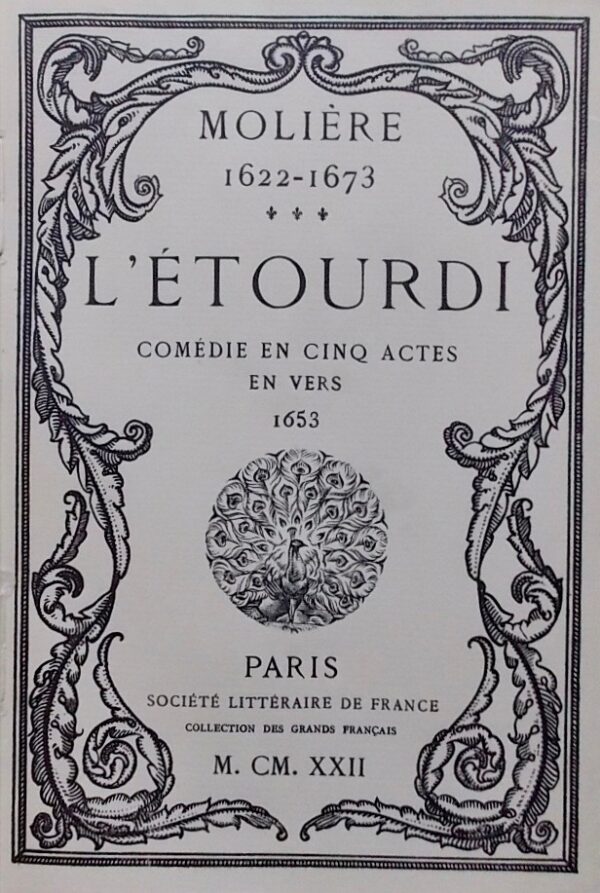 MOLIÈRE
1622-1673
L'ÉTOURDI
COMÉDIE EN CINQ ACTES
EN VERS
1653
PARIS
SOCIÉTÉ LITTÉRAIRE DE FRANCE
COLLECTION DES GRANDS FRANÇAIS
M. CM. XXII